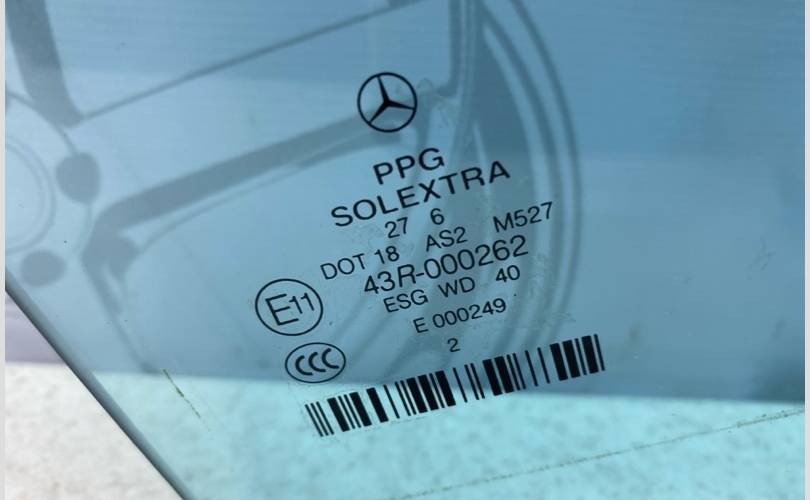 PPG
SOLEXTRA
27 6
DOT 18 AS2 M527
43R-000262
E11
ESG WD 40
E 000249
CCC
2